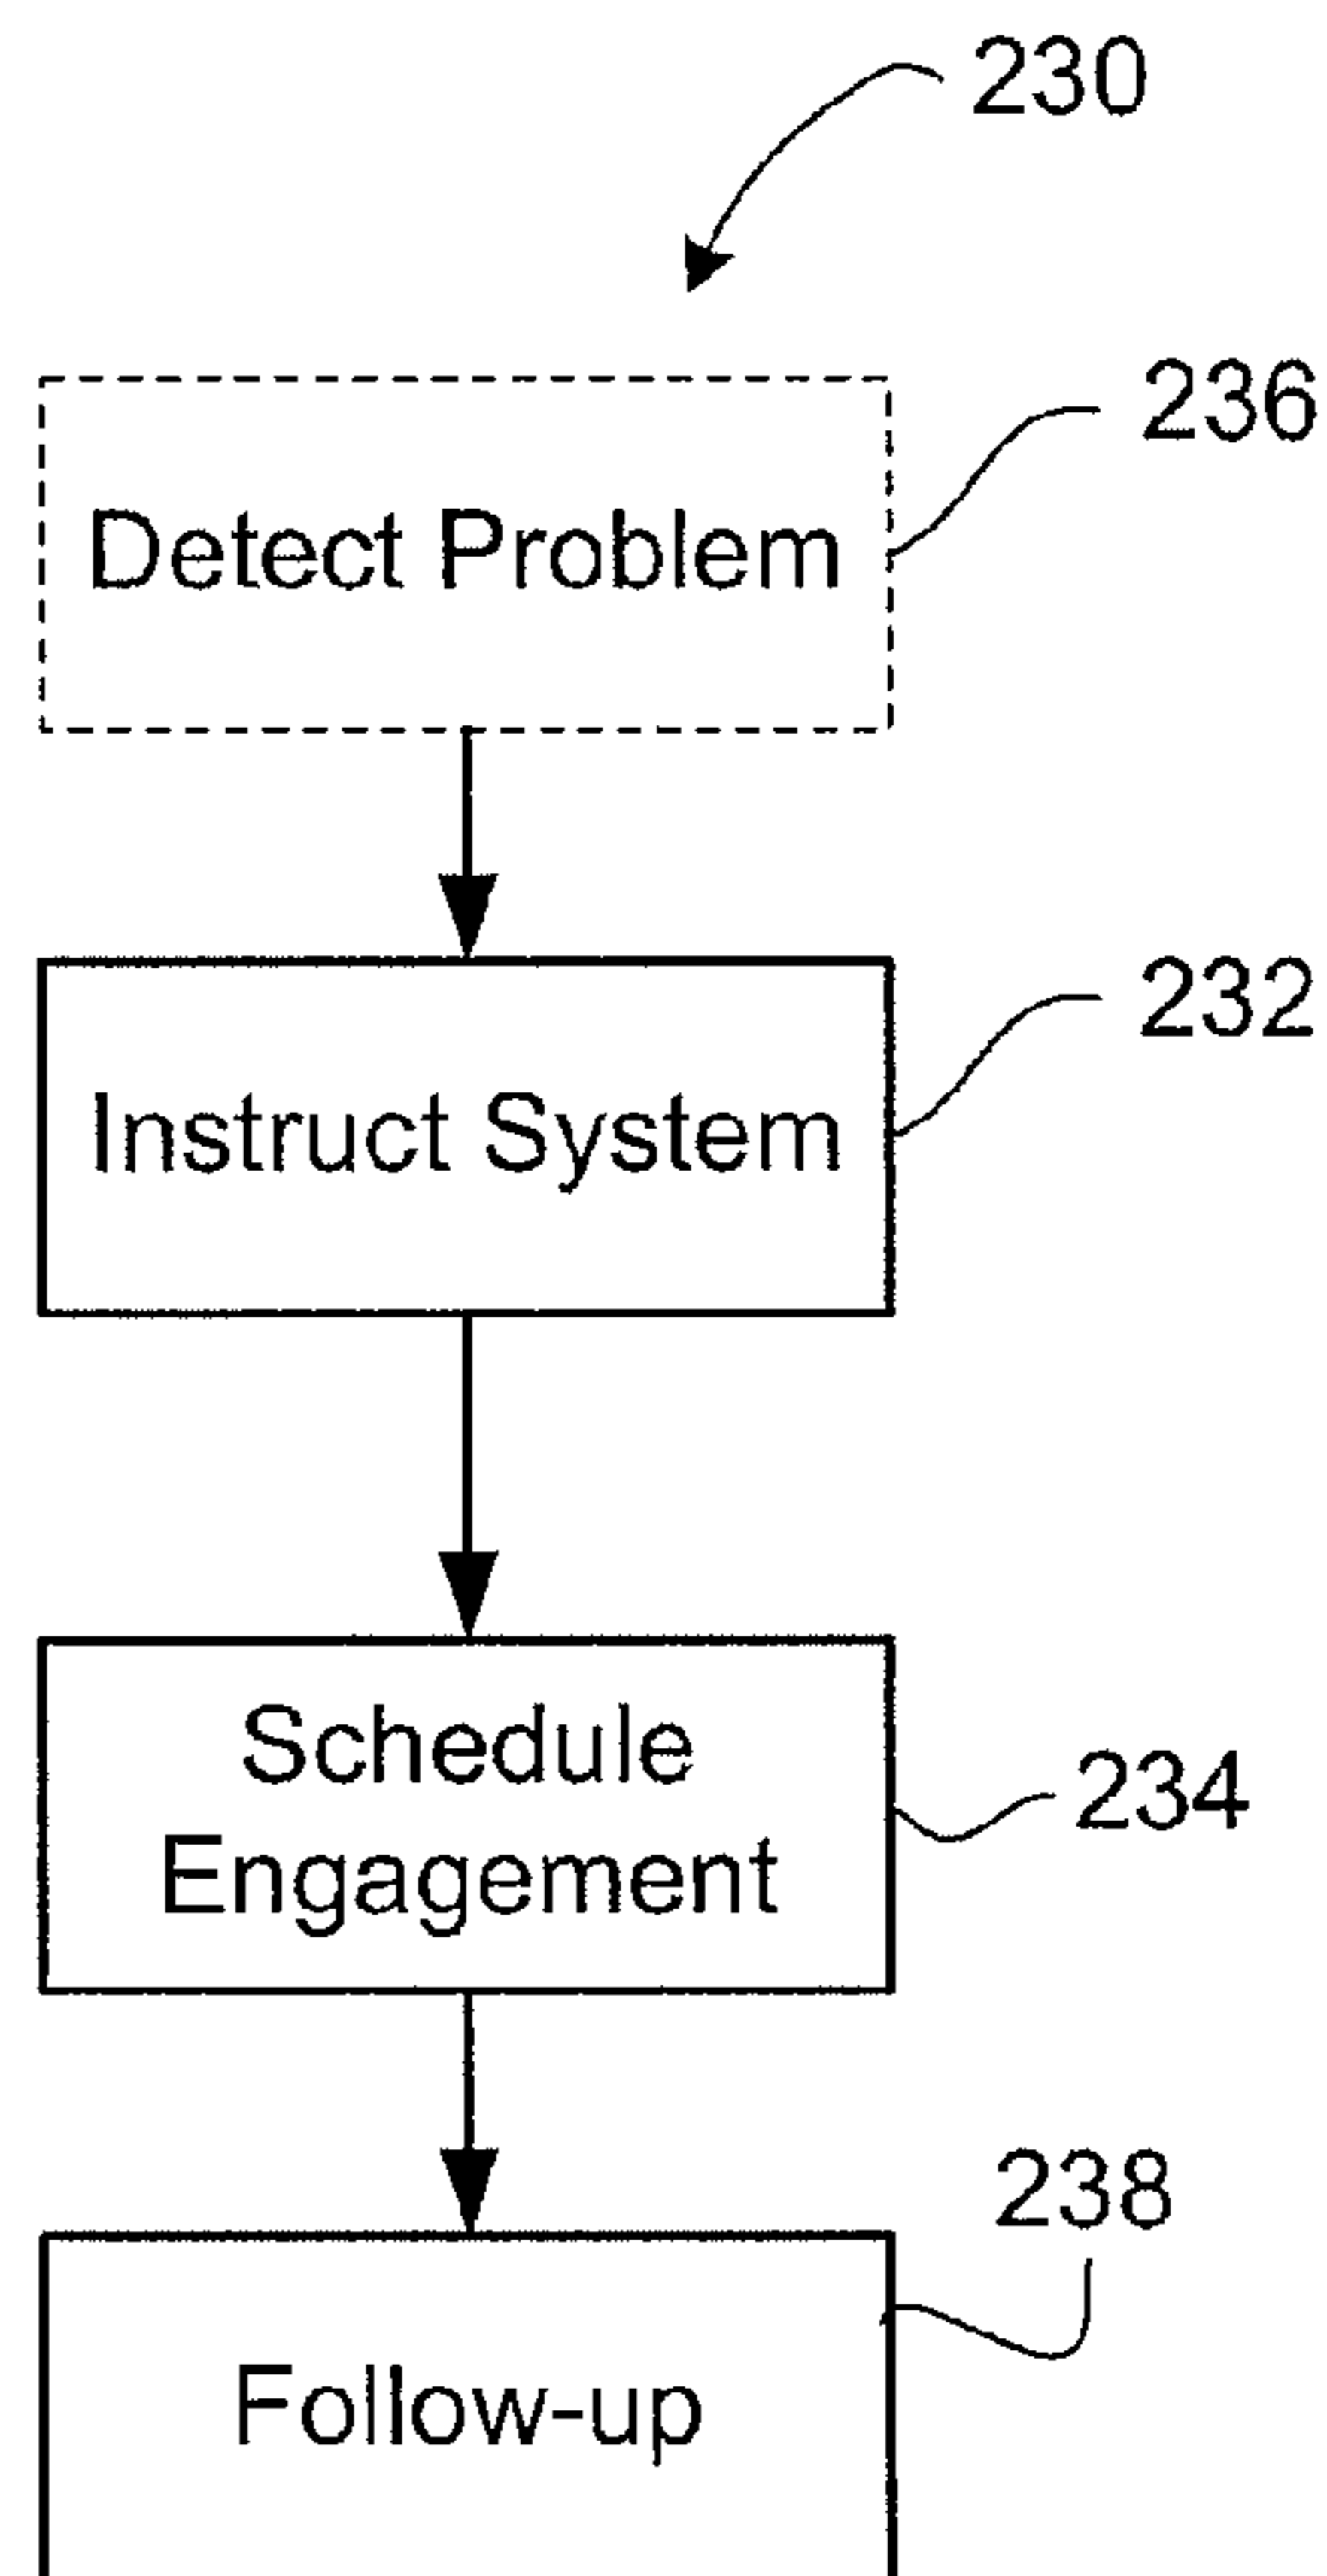 230
236
Detect Problem
232
Instruct System
Schedule
Engagement
234
238
Follow-up